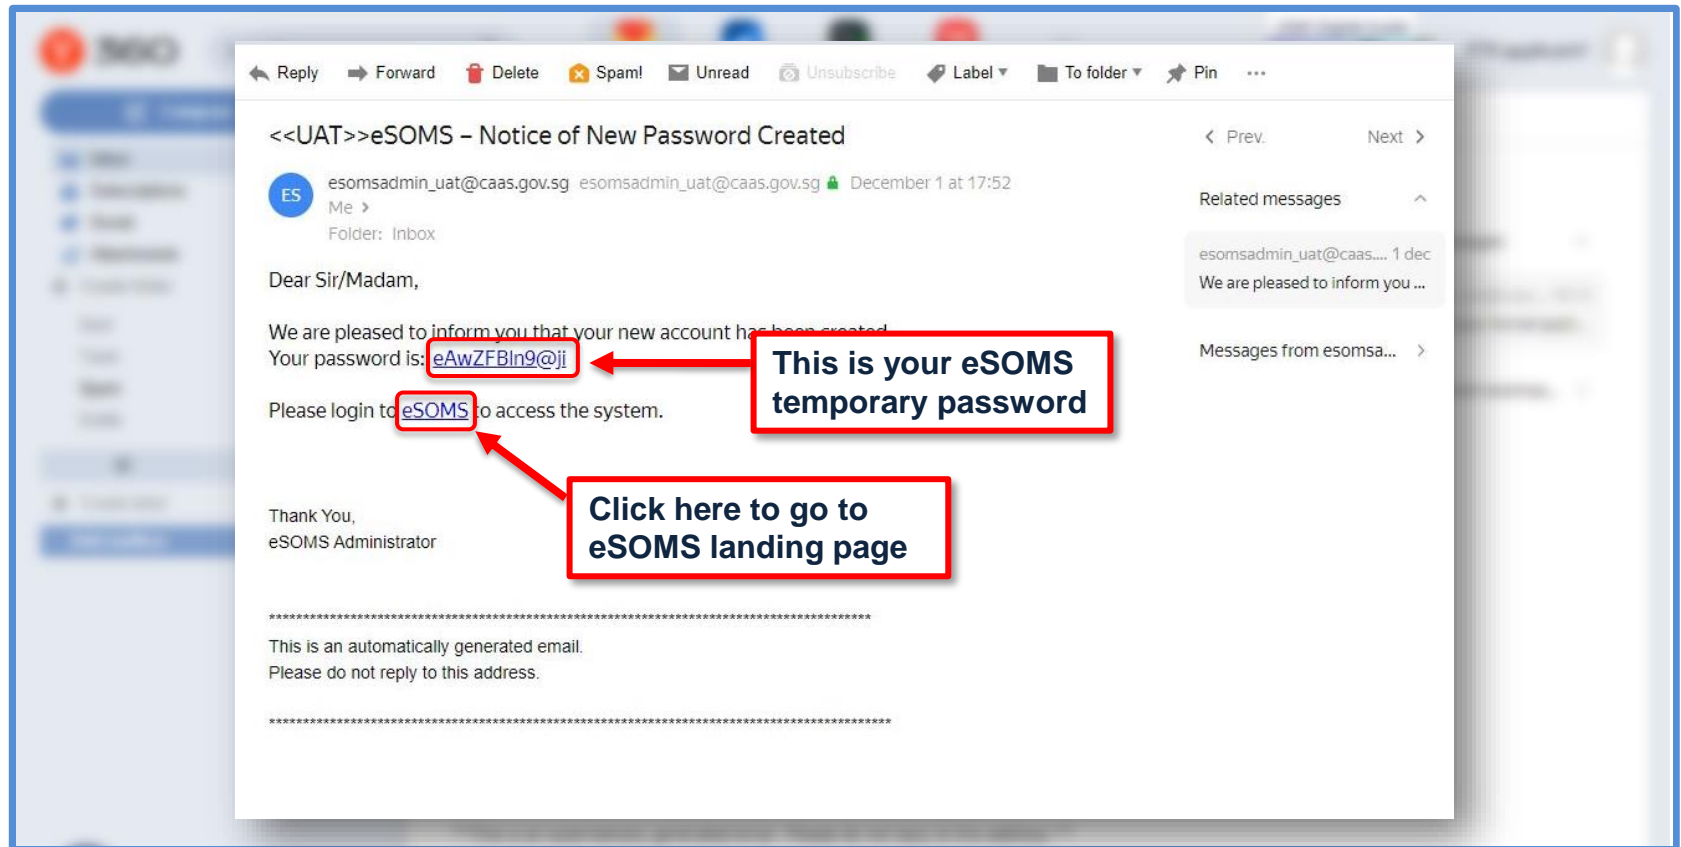 360
Reply Forward Delete Spam! Unread Unsubscribe Label To folder Pin ...
<<UAT>>eSOMS – Notice of New Password Created
Prev. Next
ES
esomsadmin_uat@caas.gov.sg esomsadmin_uat@caas.gov.sg December 1 at 17:52
Me >
Folder: Inbox
Related messages
esomsadmin_uat@caas.... 1 dec
We are pleased to inform you ...
Messages from esomsa... >
Dear Sir/Madam,
We are pleased to inform you that your new account has been created
Your password is: eAwZFBln9@ji
This is your eSOMS
temporary password
Please login to eSOMS to access the system.
Click here to go to
eSOMS landing page
Thank You,
eSOMS Administrator
******************************************************************************************
This is an automatically generated email.
Please do not reply to this address.
*********************************************************************************************